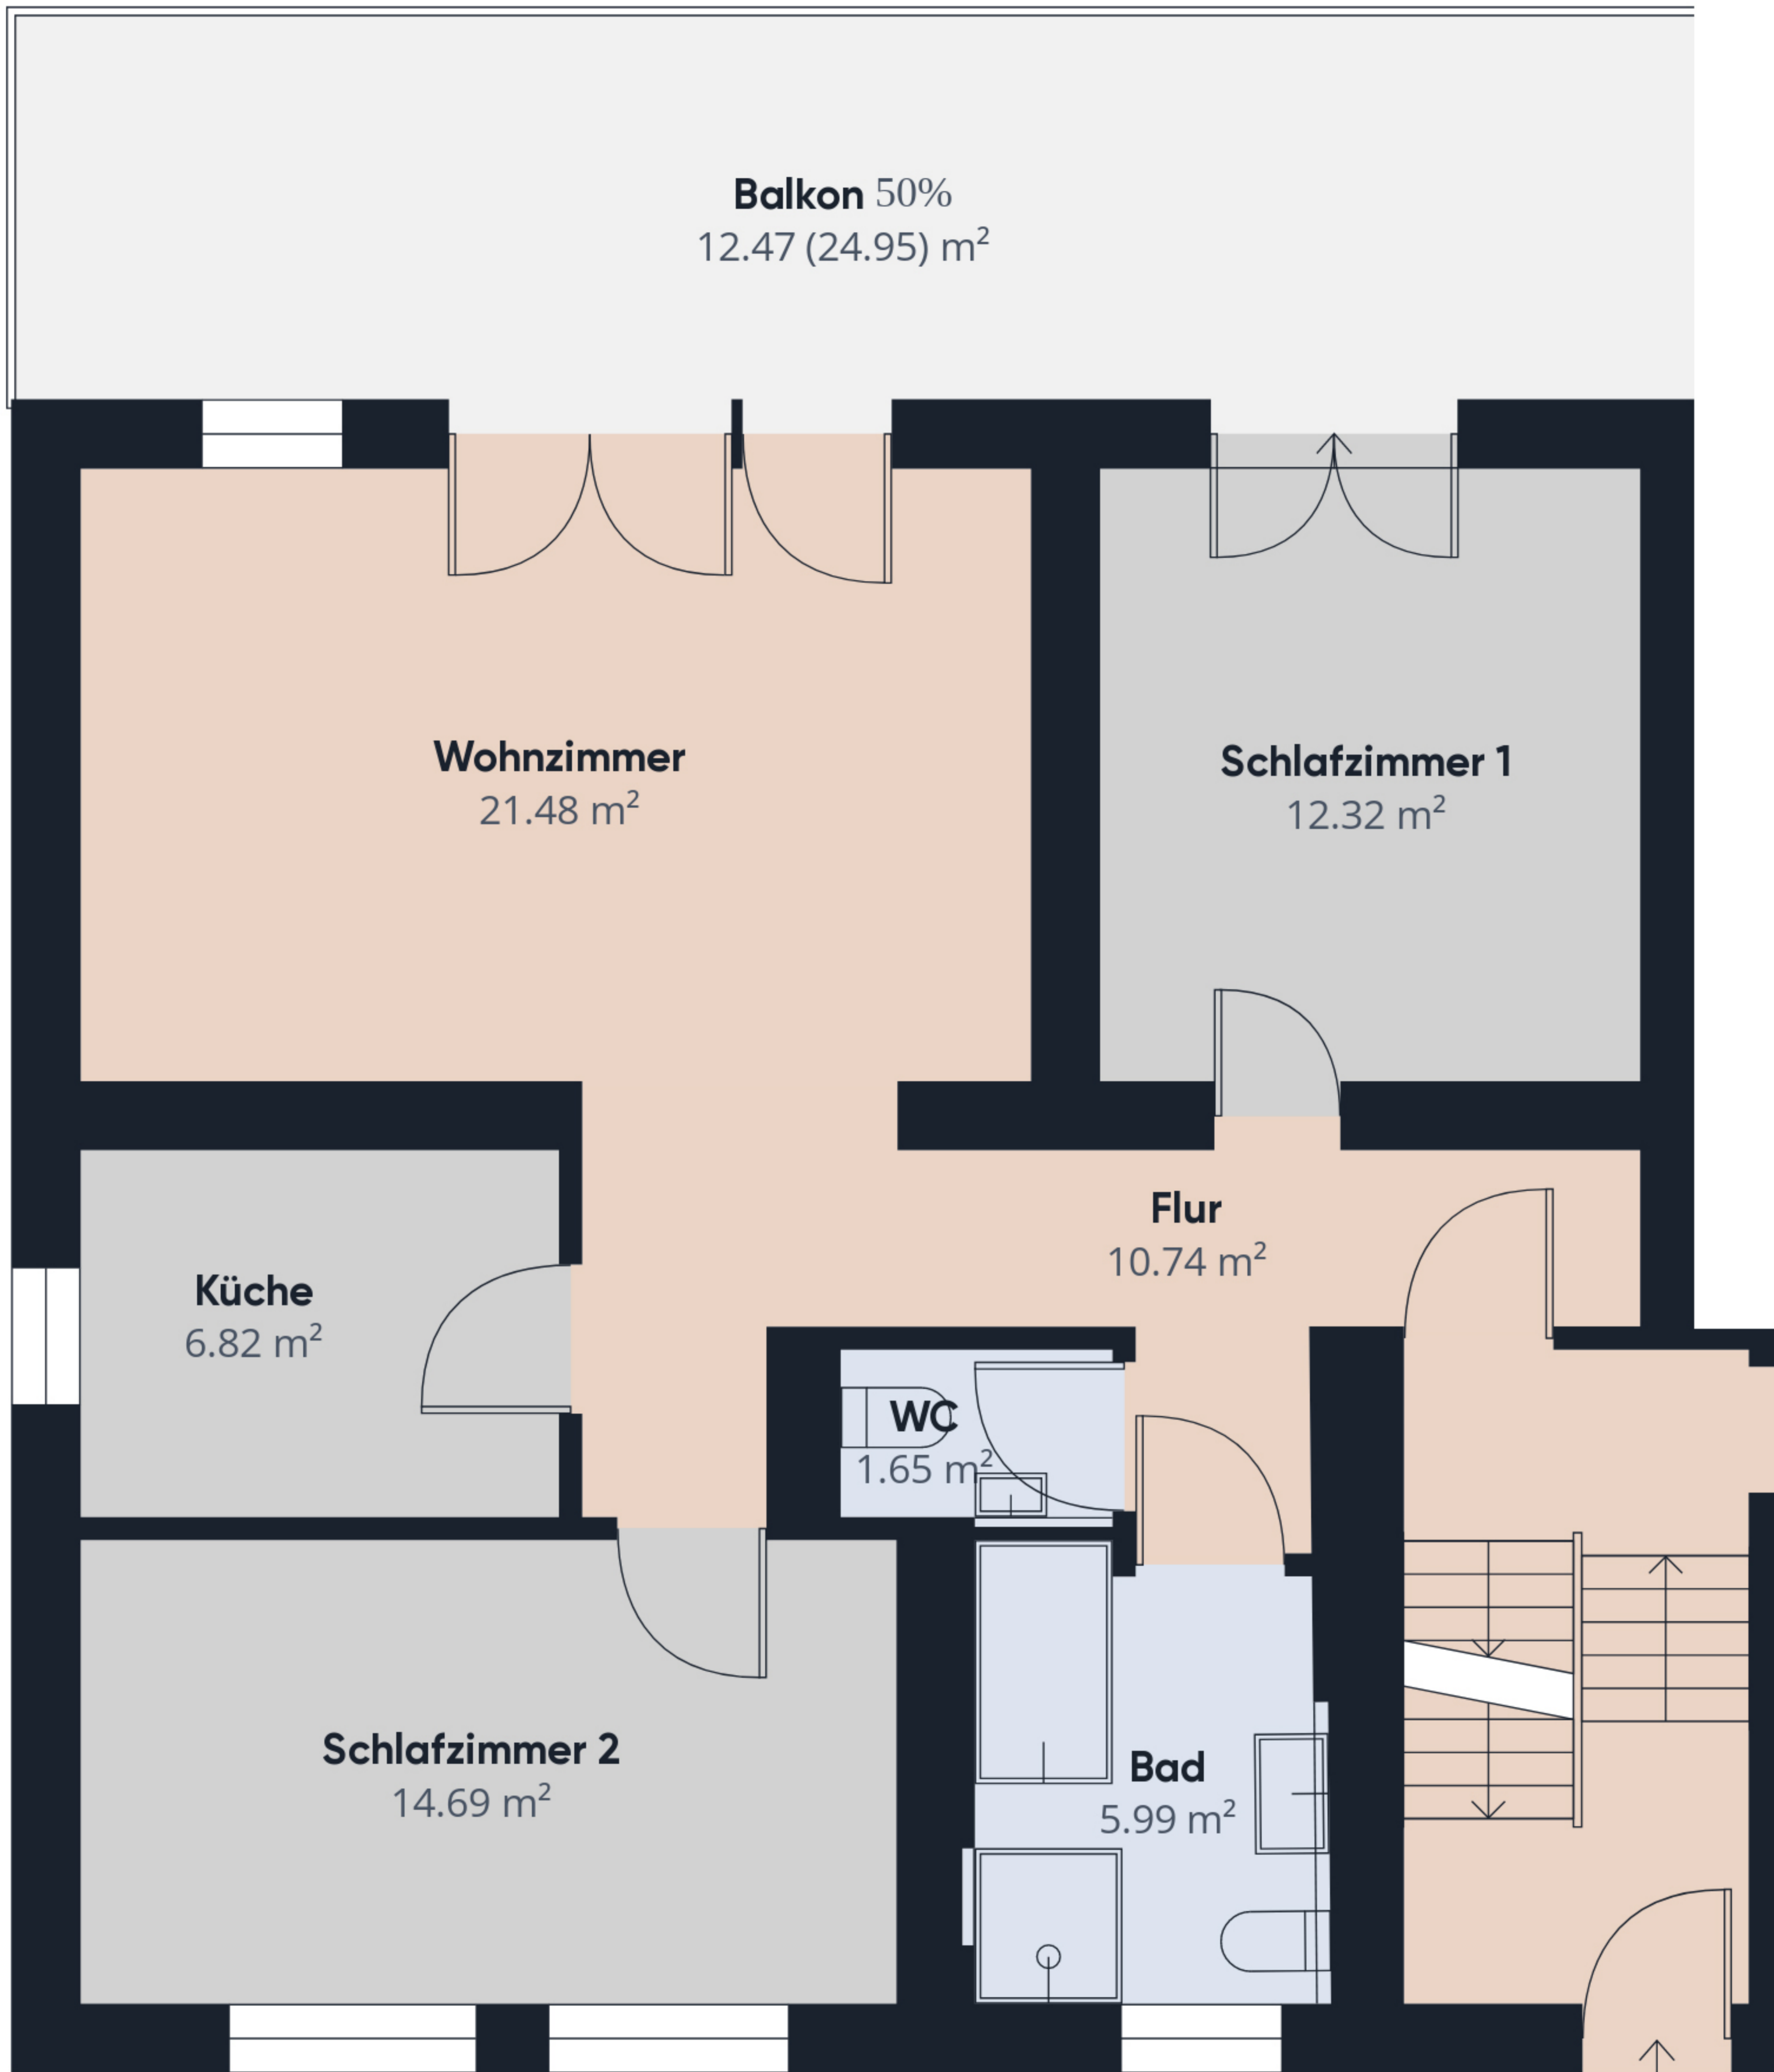 Balkon 50%
12.47 (24.95) m²
Wohnzimmer
21.48 m²
Schlafzimmer 1
12.32 m²
Flur
10.74 m²
Küche
6.82 m²
WC
1.65 m²
Schlafzimmer 2
14.69 m²
Bad
5.99 m²